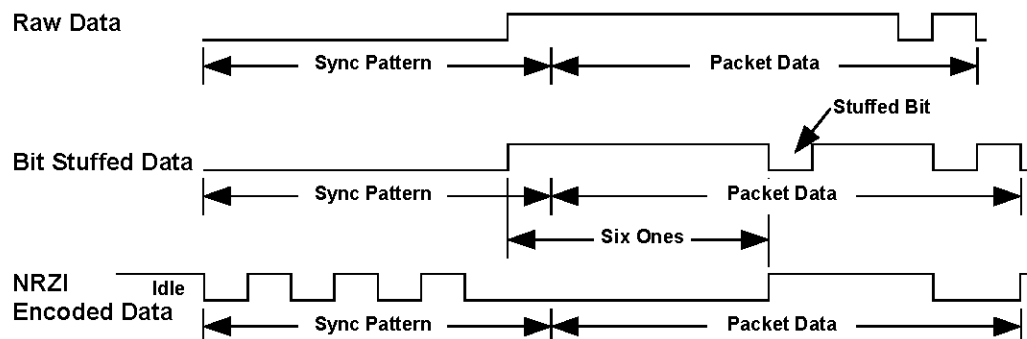 Raw Data
Sync Pattern
Packet Data
Stuffed Bit
Bit Stuffed Data
Sync Pattern
Packet Data
Six Ones
NRZI
Idle
Encoded Data
Sync Pattern
Packet Data